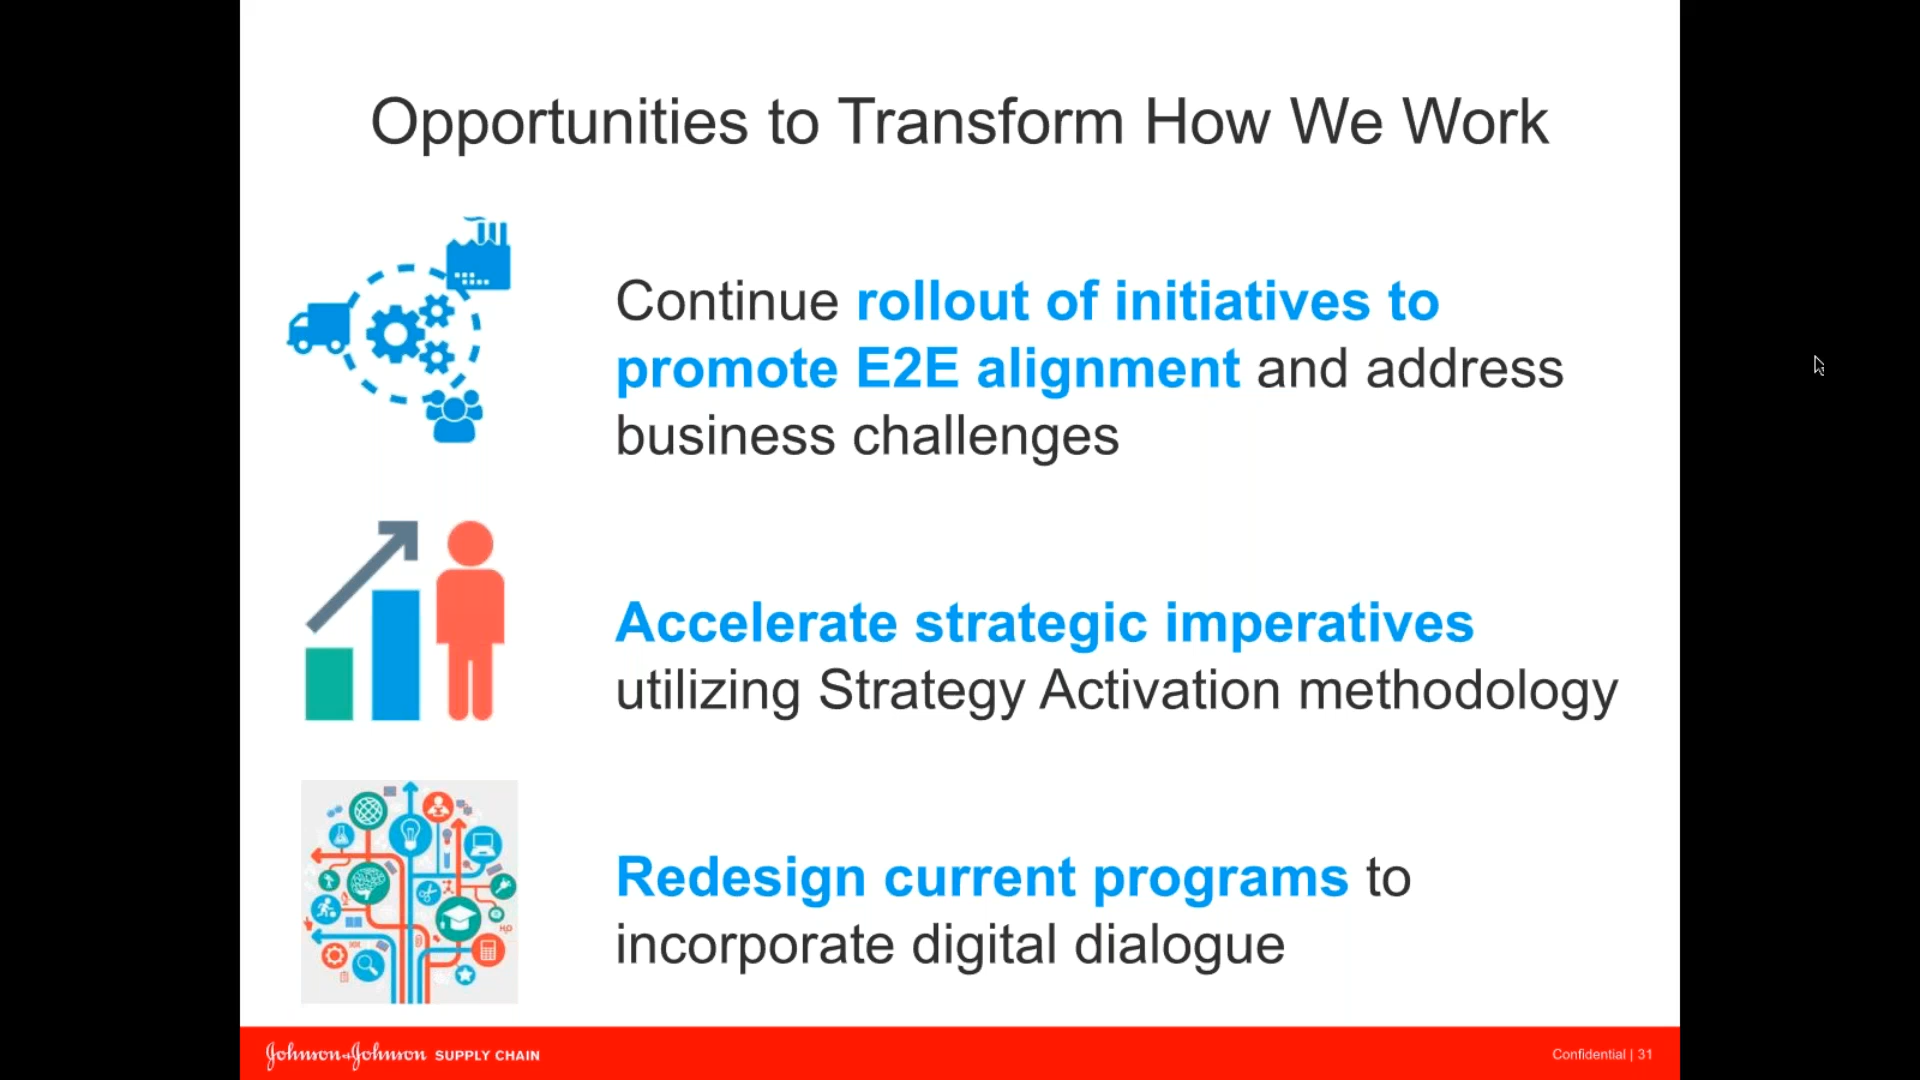 Opportunities to Transform How We Work
Continue rollout of initiatives to
promote E2E alignment and address
business challenges
Accelerate strategic imperatives
utilizing Strategy Activation methodology
Redesign current programs to
incorporate digital dialogue
H₂O
Johnson & Johnson SUPPLY CHAIN
Confidential | 31